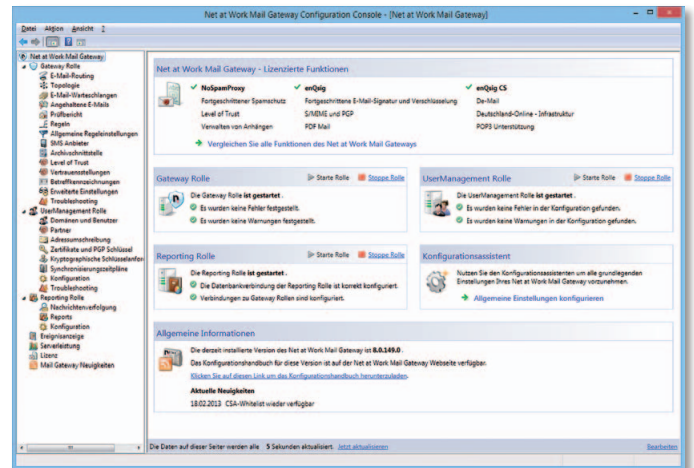 Net at Work Mail Gateway Configuration Console - [Net at Work Mail Gateway]
Datei Aktion Ansicht ?
Net at Work Mail Gateway
Gateway Rolle
E-Mail-Routing
Topologie
E-Mail-Warteschlangen
Angehaltene E-Mails
Prüfbericht
Regeln
Allgemeine Regeleinstellungen
SMS Anbieter
Archivschnittstelle
Level of Trust
Vertrauensstellungen
Betreffkennzeichnungen
Erweiterte Einstellungen
Troubleshooting
UserManagement Rolle
Domänen und Benutzer
Partner
Adressumschreibung
Zertifikate und PGP Schlüssel
Kryptographische Schlüsselanfor
Synchronisierungszeitpläne
Konfiguration
Troubleshooting
Reporting Rolle
Nachrichtenverfolgung
Reports
Konfiguration
Ereignisanzeige
Serverleistung
Lizenz
Mail Gateway Neuigkeiten
Net at Work Mail Gateway - Lizenzierte Funktionen
NoSpamProxy enQsig enQsig CS
Fortgeschrittener Spamschutz Fortgeschrittene E-Mail-Signatur und Verschlüsselung De-Mail
Level of Trust S/MIME und PGP Deutschland-Online - Infrastruktur
Verwalten von Anhängen PDF Mail POP3 Unterstützung
Vergleichen Sie alle Funktionen des Net at Work Mail Gateways
Gateway Rolle Starte Rolle Stoppe Rolle
Die Gateway Rolle ist gestartet .
Es wurden keine Fehler festgestellt.
Es wurden keine Warnungen festgestellt.
UserManagement Rolle Starte Rolle Stoppe Rolle
Die UserManagement Rolle ist gestartet .
Es wurden keine Fehler in der Konfiguration gefunden.
Es wurden keine Warnungen in der Konfiguration gefunden.
Reporting Rolle Starte Rolle Stoppe Rolle
Die Reporting Rolle ist gestartet .
Die Datenbankverbindung der Reporting Rolle ist korrekt konfiguriert.
Verbindungen zu Gateway Rollen sind konfiguriert.
Konfigurationsassistent
Nutzen Sie den Konfigurationsassistenten um alle grundlegenden
Einstellungen Ihres Net at Work Mail Gateway vorzunehmen.
Allgemeine Einstellungen konfigurieren
Allgemeine Informationen
Die derzeit installierte Version des Net at Work Mail Gateway ist 8.0.149.0 .
Das Konfigurationshandbuch für diese Version ist auf der Net at Work Mail Gateway Webseite verfügbar.
Klicken Sie auf diesen Link um das Konfigurationshandbuch herunterzuladen.
Aktuelle Neuigkeiten
18.02.2013 CSA-Whitelist wieder verfügbar
Die Daten auf dieser Seiter werden alle 5 Sekunden aktualisiert. Jetzt aktualisieren Bearbeiten